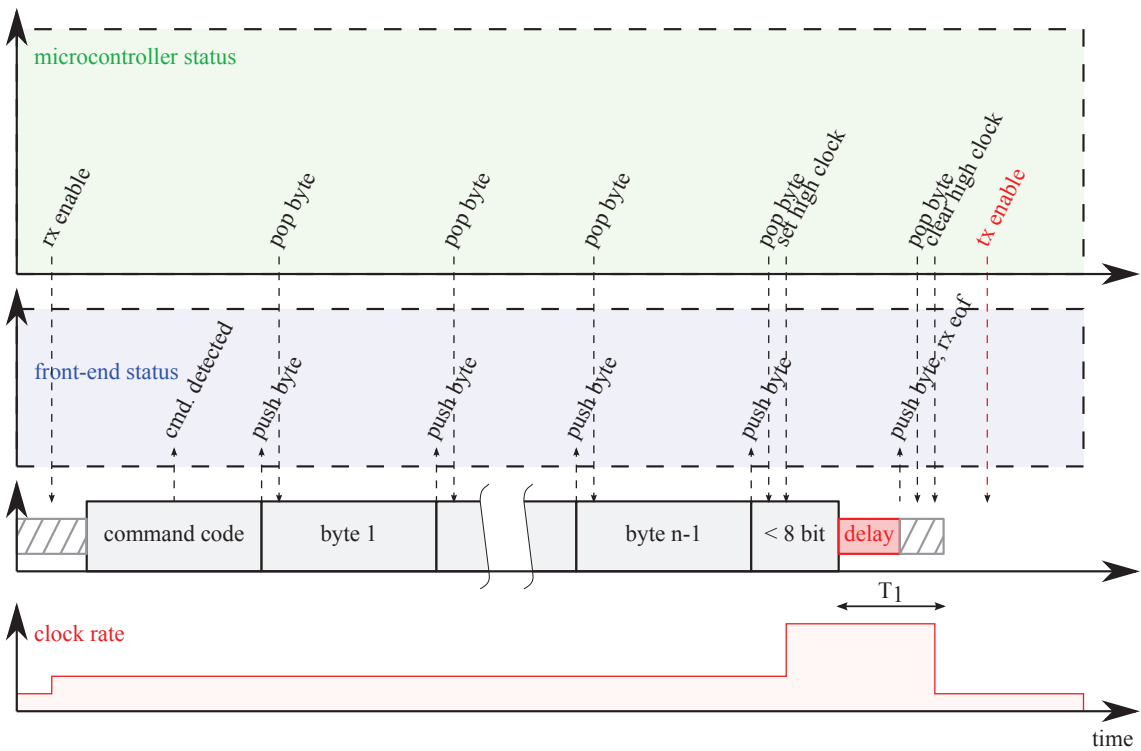 microcontroller status
rx enable
pop byte
pop byte
pop byte
pop byte
set high clock
pop byte
clear high clock
tx enable
front-end status
cmd. detected
push byte
push byte
push byte
push byte
push byte, rx eof
command code
byte 1
byte n-1
< 8 bit
delay
T1
clock rate
time